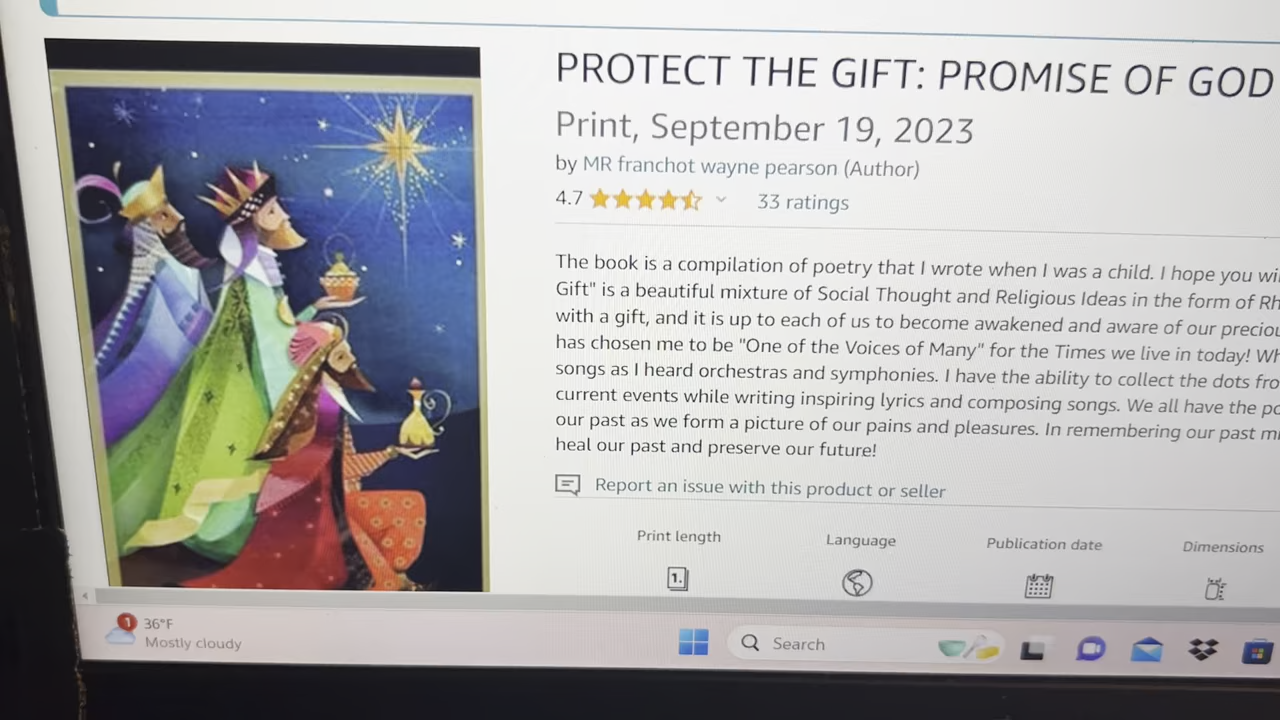 PROTECT THE GIFT: PROMISE OF GOD
Print, September 19, 2023
by MR franchot wayne pearson (Author)
4.7 33 ratings
The book is a compilation of poetry that I wrote when I was a child. I hope you
Gift" is a beautiful mixture of Social Thought and Religious Ideas in the form of
with a gift, and it is up to each of us to become awakened and aware of our
has chosen me to be "One of the Voices of Many" for the Times we live in today!
songs as I heard orchestras and symphonies. I have the ability to collect the dots
current events while writing inspiring lyrics and composing songs. We all have the
our past as we form a picture of our pains and pleasures. In remembering our past
heal our past and preserve our future!
Report an issue with this product or seller
Print length Language Publication date Dimensions
1.
1 36°F
Mostly cloudy
Search